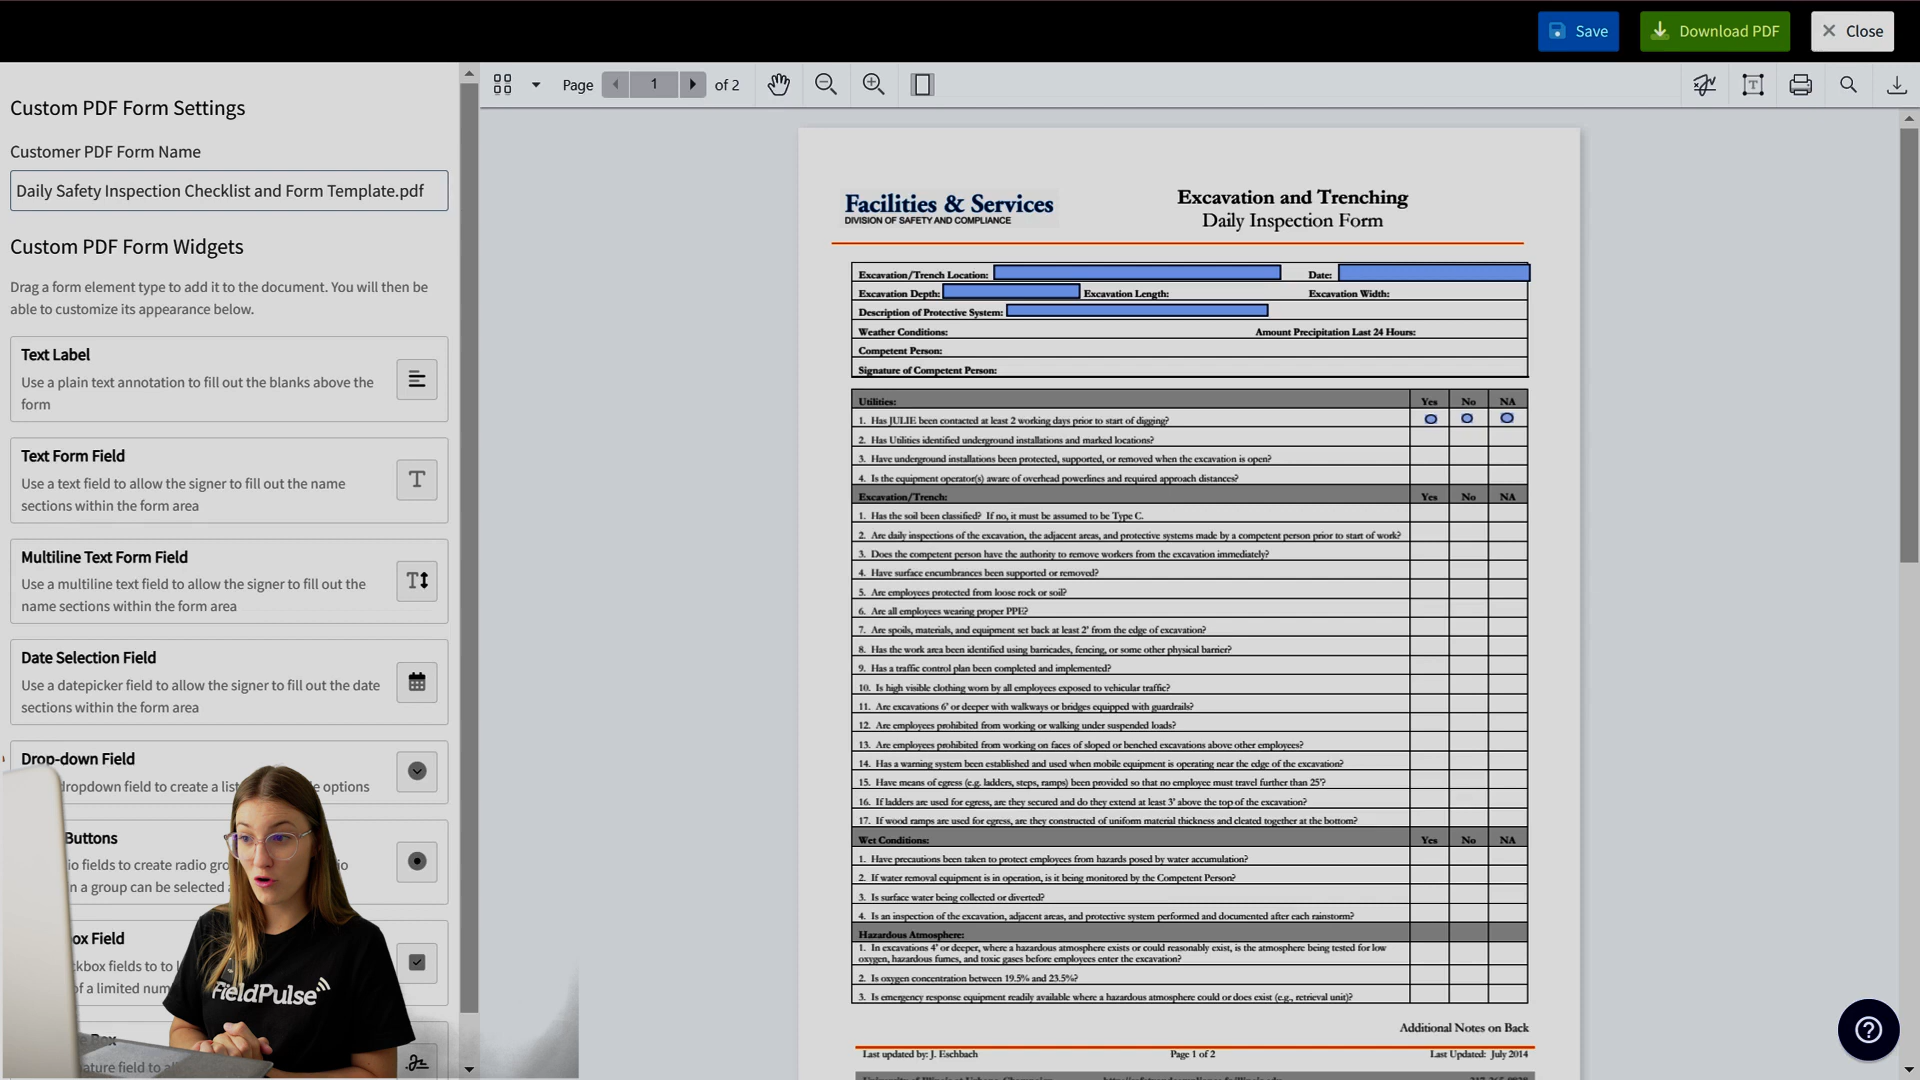 Save
Download PDF
Close
Page
1
of 2
Custom PDF Form Settings
Customer PDF Form Name
Daily Safety Inspection Checklist and Form Template.pdf
Custom PDF Form Widgets
Drag a form element type to add it to the document. You will then be
able to customize its appearance below.
Text Label
Use a plain text annotation to fill out the blanks above the
form
Text Form Field
Use a text field to allow the signer to fill out the name
sections within the form area
Multiline Text Form Field
Use a multiline text field to allow the signer to fill out the
name sections within the form area
Date Selection Field
Use a datepicker field to allow the signer to fill out the date
sections within the form area
Drop-down Field
dropdown field to create a list options
Buttons
fields to create radio
in a group can be selected
Field
fields to
of a limited
field to
FieldPulse
Facilities & Services
DIVISION OF SAFETY AND COMPLIANCE
Excavation and Trenching
Daily Inspection Form
Excavation/Trench Location: Date:
Excavation Depth: Excavation Length: Excavation Width:
Description of Protective System:
Weather Conditions: Amount Precipitation Last 24 Hours:
Competent Person:
Signature of Competent Person:
Utilities: Yes No NA
1. Has JULIE been contacted at least 2 working days prior to start of digging?
2. Has Utilities identified underground installations and marked locations?
3. Have underground installations been protected, supported, or removed when the excavation is open?
4. Is the equipment operator(s) aware of overhead powerlines and required approach distances?
Excavation/Trench: Yes No NA
1. Has the soil been classified? If no, it must be assumed to be Type C.
2. Are daily inspections of the excavation, the adjacent areas, and protective systems made by a competent person prior to start of work?
3. Does the competent person have the authority to remove workers from the excavation immediately?
4. Have surface encumbrances been supported or removed?
5. Are employees protected from loose rock or soil?
6. Are all employees wearing proper PPE?
7. Are spoils, materials, and equipment set back at least 2' from the edge of excavation?
8. Has the work area been identified using barricades, fencing, or some other physical barrier?
9. Has a traffic control plan been completed and implemented?
10. Is high visible clothing worn by all employees exposed to vehicular traffic?
11. Are excavations 6' or deeper with walkways or bridges equipped with guardrails?
12. Are employees prohibited from working or walking under suspended loads?
13. Are employees prohibited from working on faces of sloped or benched excavations above other employees?
14. Has a warning system been established and used when mobile equipment is operating near the edge of the excavation?
15. Have means of egress (e.g. ladders, steps, ramps) been provided so that no employee must travel further than 25'?
16. If ladders are used for egress, are they secured and do they extend at least 3' above the top of the excavation?
17. If wood ramps are used for egress, are they constructed of uniform material thickness and cleated together at the bottom?
Wet Conditions: Yes No NA
1. Have precautions been taken to protect employees from hazards posed by water accumulation?
2. If water removal equipment is in operation, is it being monitored by the Competent Person?
3. Is surface water being collected or diverted?
4. Is an inspection of the excavation, adjacent areas, and protective system performed and documented after each rainstorm?
Hazardous Atmosphere:
1. In excavations 4' or deeper, where a hazardous atmosphere exists or could reasonably exist, is the atmosphere being tested for low
oxygen, hazardous fumes, and toxic gases before employees enter the excavation?
2. Is oxygen concentration between 19.5% and 23.5%?
3. Is emergency response equipment readily available where a hazardous atmosphere could or does exist (e.g., retrieval unit)?
Additional Notes on Back
Last updated by: J. Eschbach Page 1 of 2 Last Updated: July 2014